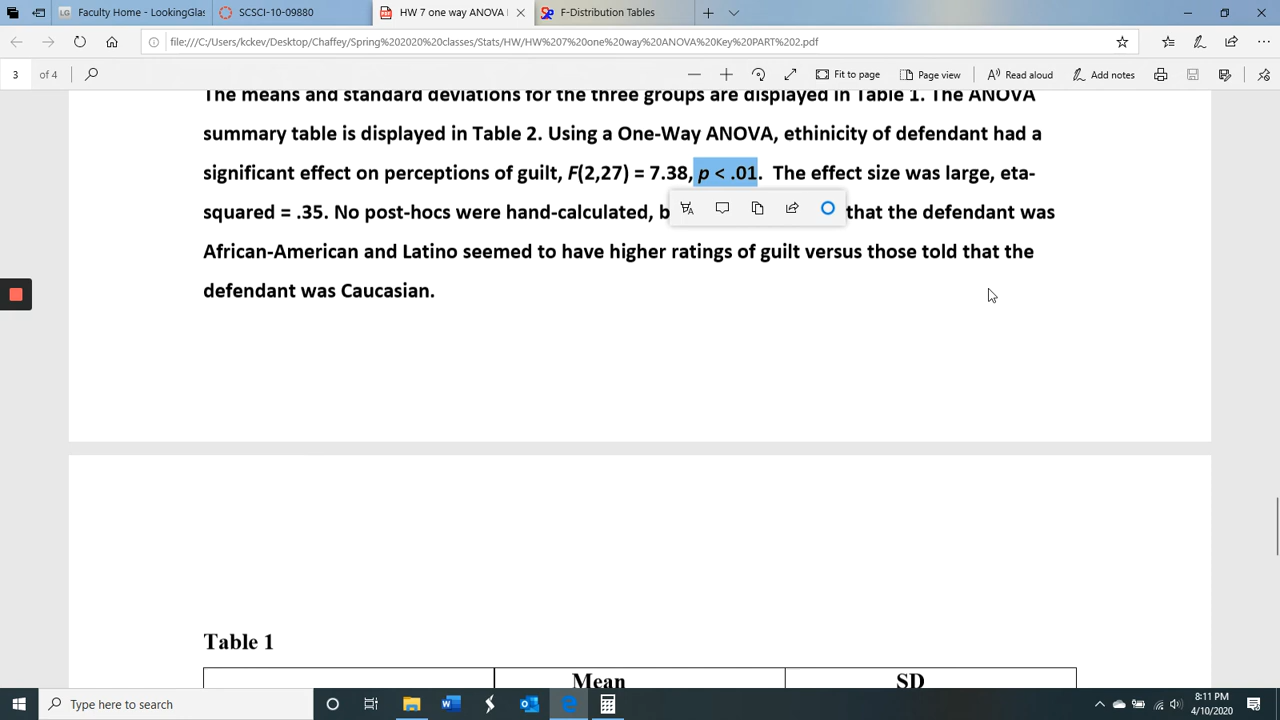 Faculty Home - LookingGlas
SCSCI-10-09880
HW 7 one way ANOVA
F-Distribution Tables
file:///C:/Users/kckev/Desktop/Chaffey/Spring%202020%20classes/Stats/HW/HW%207%20one%20way%20ANOVA%20Key%20PART%202.pdf
3 of 4
Fit to page
Page view
Read aloud
Add notes
The means and standard deviations for the three groups are displayed in Table 1. The ANOVA
summary table is displayed in Table 2. Using a One-Way ANOVA, ethinicity of defendant had a
significant effect on perceptions of guilt, F(2,27) = 7.38, p < .01. The effect size was large, eta-
squared = .35. No post-hocs were hand-calculated, b that the defendant was
African-American and Latino seemed to have higher ratings of guilt versus those told that the
defendant was Caucasian.
Table 1
Mean SD
Type here to search
8:11 PM
4/10/2020